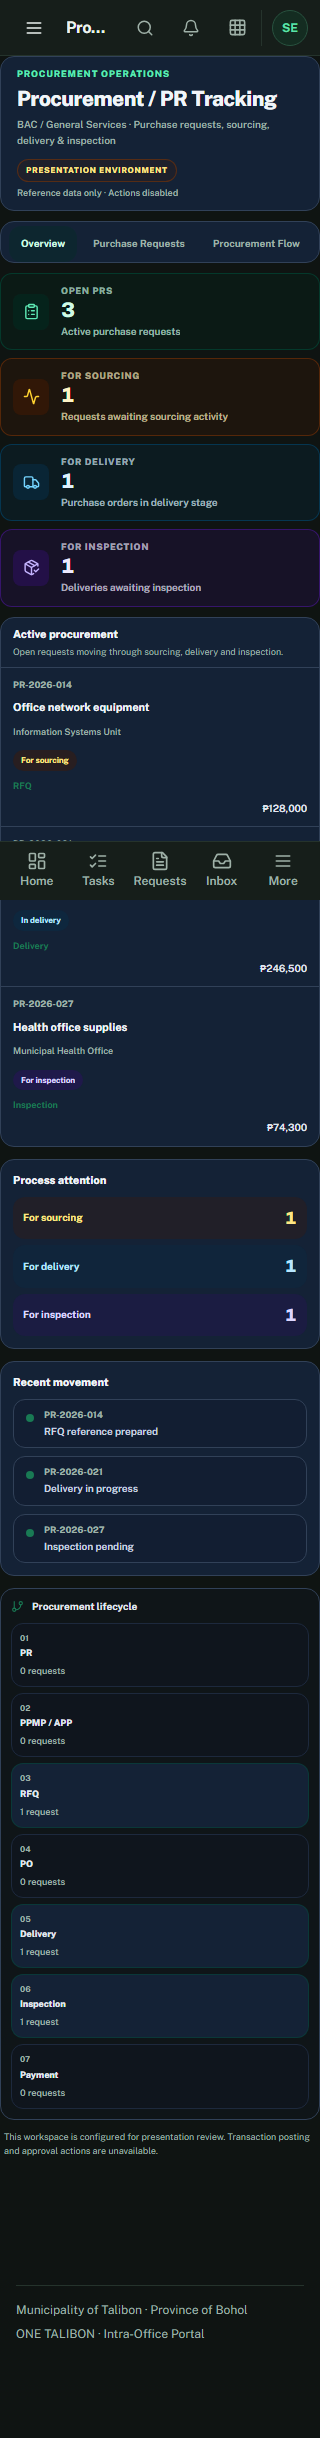 Pro...
SE
PROCUREMENT OPERATIONS
Procurement / PR Tracking
BAC / General Services · Purchase requests, sourcing,
delivery & inspection
PRESENTATION ENVIRONMENT
Reference data only · Actions disabled
Overview Purchase Requests Procurement Flow
OPEN PRS
3
Active purchase requests
FOR SOURCING
1
Requests awaiting sourcing activity
FOR DELIVERY
1
Purchase orders in delivery stage
FOR INSPECTION
1
Deliveries awaiting inspection
Active procurement
Open requests moving through sourcing, delivery and inspection.
PR-2026-014
Office network equipment
Information Systems Unit
For sourcing
RFQ
₱128,000
Home Tasks Requests Inbox More
In delivery
Delivery
₱246,500
PR-2026-027
Health office supplies
Municipal Health Office
For inspection
Inspection
₱74,300
Process attention
For sourcing 1
For delivery 1
For inspection 1
Recent movement
PR-2026-014
RFQ reference prepared
PR-2026-021
Delivery in progress
PR-2026-027
Inspection pending
Procurement lifecycle
01
PR
0 requests
02
PPMP / APP
0 requests
03
RFQ
1 request
04
PO
0 requests
05
Delivery
1 request
06
Inspection
1 request
07
Payment
0 requests
This workspace is configured for presentation review. Transaction posting
and approval actions are unavailable.
Municipality of Talibon · Province of Bohol
ONE TALIBON · Intra-Office Portal